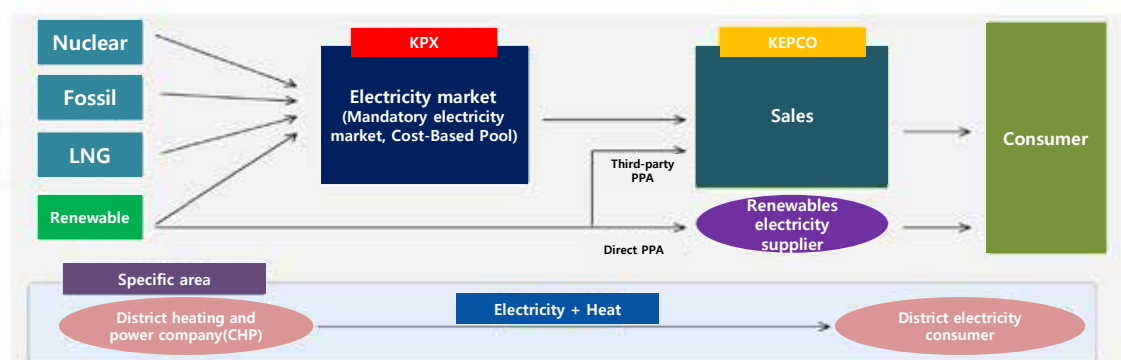 Nuclear
Fossil
LNG
Renewable
KPX
Electricity market
(Mandatory electricity
market, Cost-Based Pool)
KEPCO
Sales
Third-party
PPA
Renewables
electricity
supplier
Direct PPA
Consumer
Specific area
District heating and
power company(CHP)
Electricity + Heat
District electricity
consumer